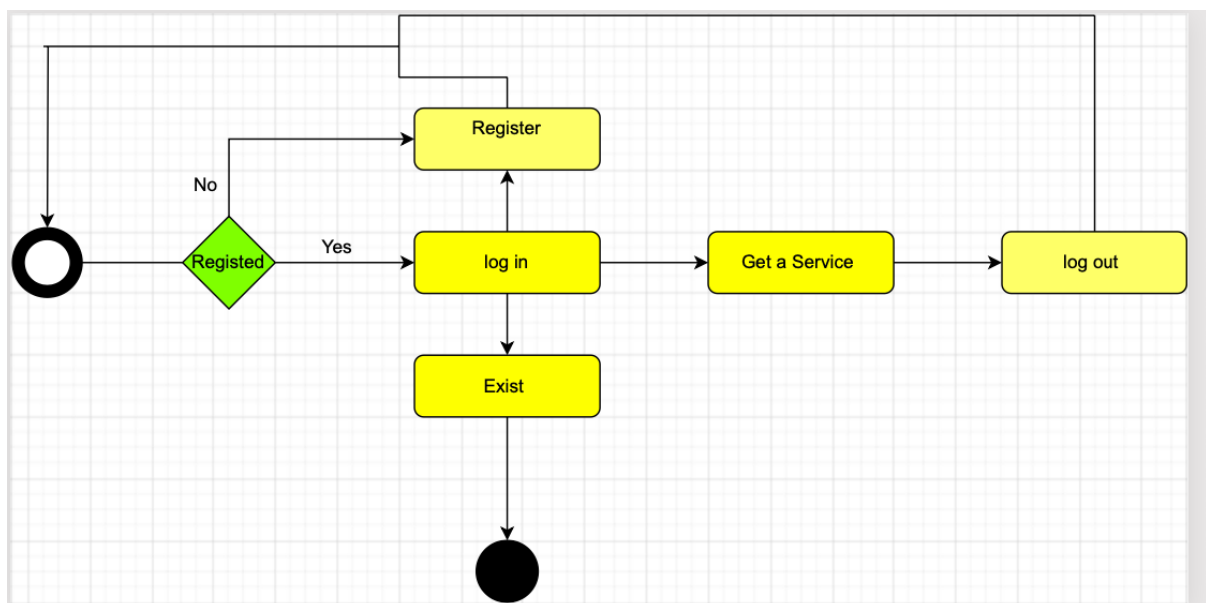 Register
No
Registed
Yes
log in
Get a Service
log out
Exist